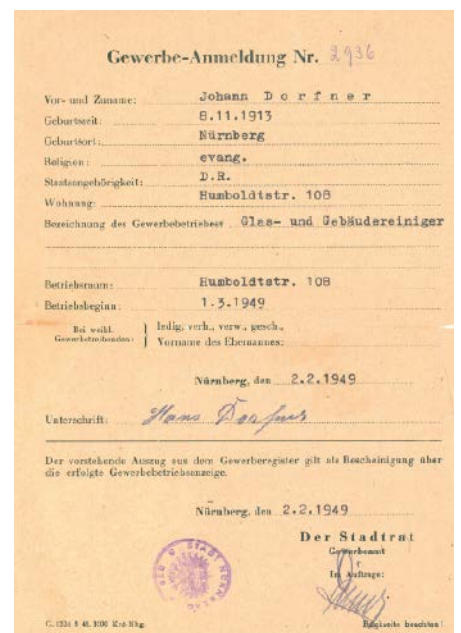 Gewerbe-Anmeldung Nr. 2936
Vor- und Zuname: Johann Dorfner
Geburtszeit: 8.11.1913
Geburtsort: Nürnberg
Religion: evang.
Staatsangehörigkeit: D.R.
Wohnung: Humboldtstr. 108
Bezeichnung des Gewerbebetriebes: Glas- und Gebäudereiniger
Betriebsraum: Humboldtstr. 108
Betriebsbeginn: 1.3.1949
Bei weibl. Gewerbetreibenden: } ledig, verh., verw., gesch.,
Vorname des Ehemannes:
Nürnberg, den 2.2.1949
Unterschrift: Hans Dorfner
Der vorstehende Auszug aus dem Gewerberegister gilt als Bescheinigung über
die erfolgte Gewerbebetriebsanzeige.
Nürnberg, den 2.2.1949
Der Stadtrat
Gewerbeamt
Im Auftrage:
STADT NÜRNBERG
Rückseite beachten!